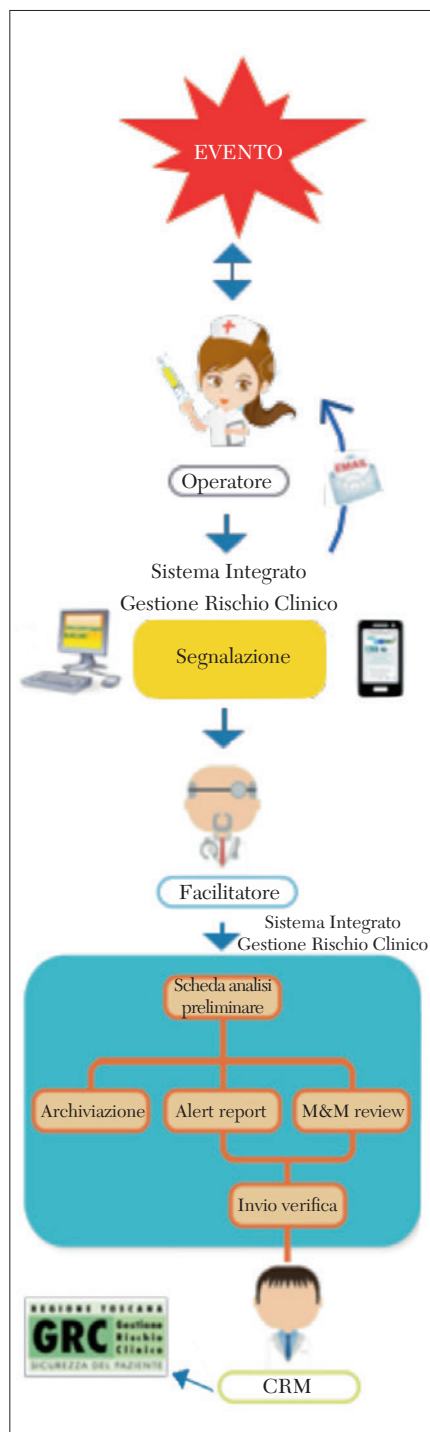 EVENTO
EMAIL
Operatore
Sistema Integrato
Gestione Rischio Clinico
Segnalazione
Facilitatore
Sistema Integrato
Gestione Rischio Clinico
Scheda analisi
preliminare
Archiviazione
Alert report
M&M review
Invio verifica
REGIONE TOSCANA
GRC
Gestione
Rischio
Clinico
SICUREZZA DEL PAZIENTE
CRM